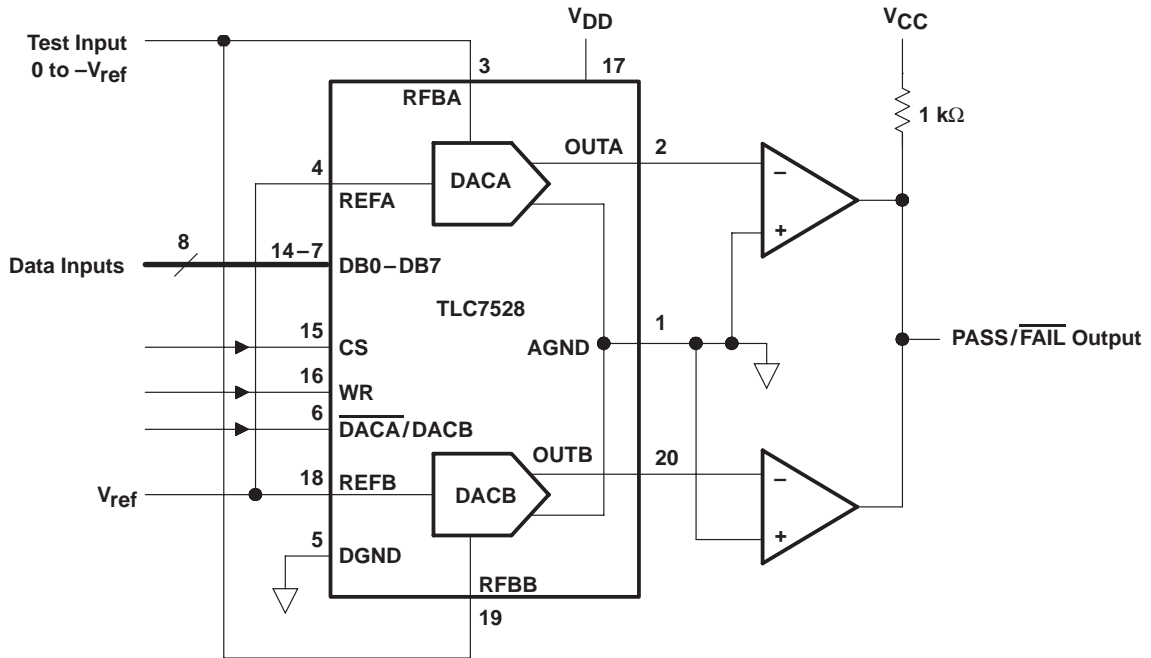 Test Input
0 to –Vref
VDD
VCC
3
17
RFBA
1 kΩ
OUTA
2
DACA
4
REFA
–
+
8
14–7
Data Inputs
DB0–DB7
TLC7528
15
CS
1
AGND
PASS/FAIL Output
16
WR
6
DACA/DACB
OUTB
20
18
REFB
Vref
DACB
–
+
5
DGND
RFBB
19